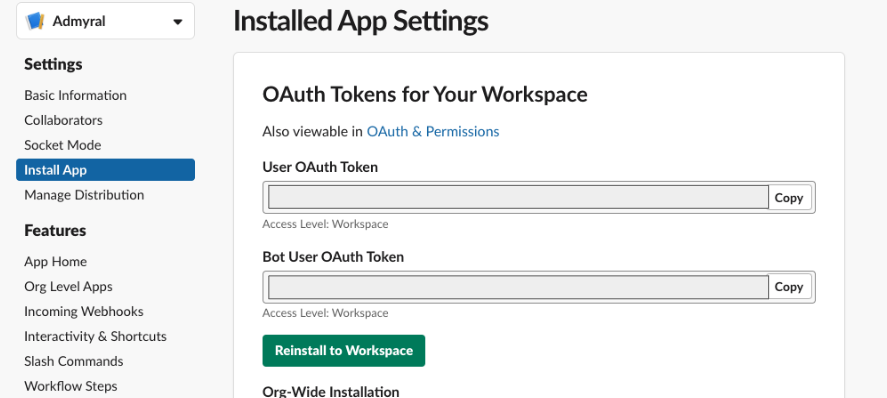 Admyral
Settings
Basic Information
Collaborators
Socket Mode
Install App
Manage Distribution
Features
App Home
Org Level Apps
Incoming Webhooks
Interactivity & Shortcuts
Slash Commands
Workflow Steps
Installed App Settings
OAuth Tokens for Your Workspace
Also viewable in OAuth & Permissions
User OAuth Token
Copy
Access Level: Workspace
Bot User OAuth Token
Copy
Access Level: Workspace
Reinstall to Workspace
Org-Wide Installation